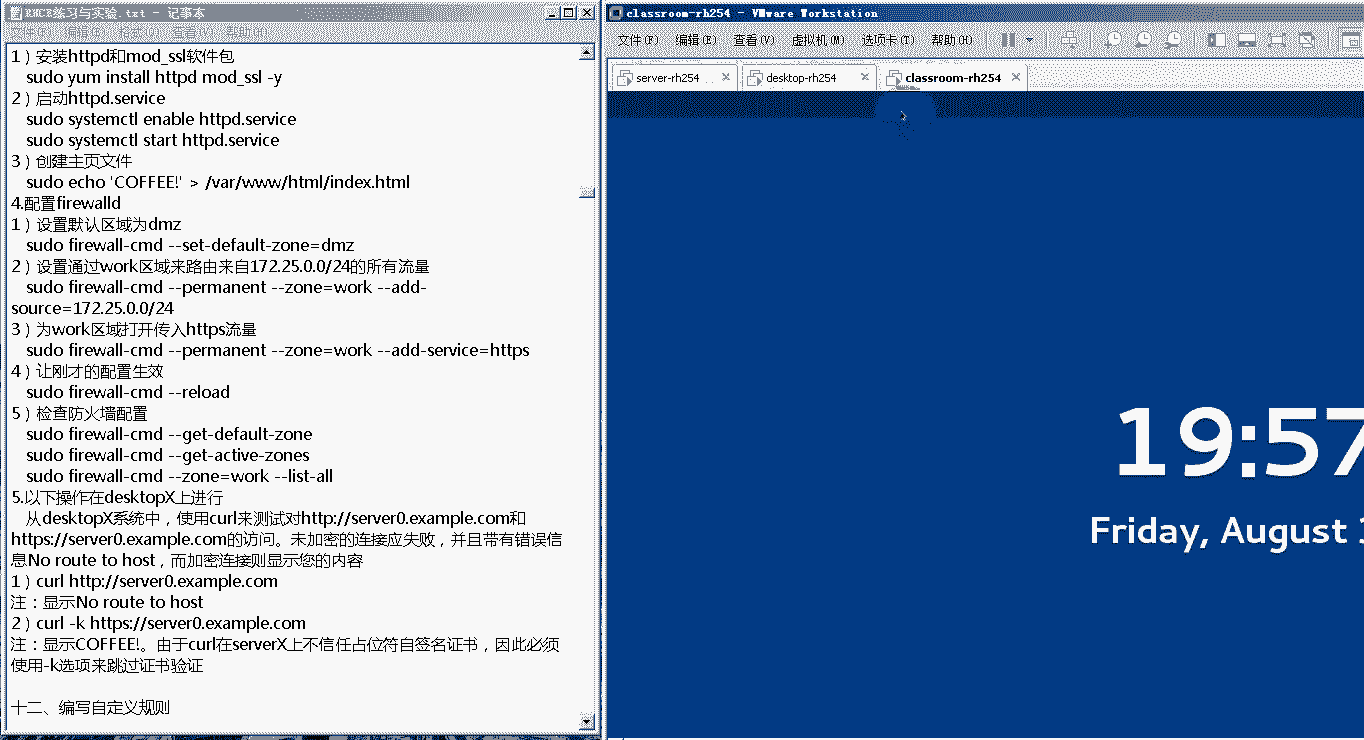 RHCE练习与实验.txt - 记事本
文件(F) 编辑(E) 格式(O) 查看(V) 帮助(H)
1）安装httpd和mod_ssl软件包
sudo yum install httpd mod_ssl -y
2）启动httpd.service
sudo systemctl enable httpd.service
sudo systemctl start httpd.service
3）创建主页文件
sudo echo 'COFFEE!' > /var/www/html/index.html
4.配置firewalld
1）设置默认区域为dmz
sudo firewall-cmd --set-default-zone=dmz
2）设置通过work区域来路由来自172.25.0.0/24的所有流量
sudo firewall-cmd --permanent --zone=work --add-
source=172.25.0.0/24
3）为work区域打开传入https流量
sudo firewall-cmd --permanent --zone=work --add-service=https
4）让刚才的配置生效
sudo firewall-cmd --reload
5）检查防火墙配置
sudo firewall-cmd --get-default-zone
sudo firewall-cmd --get-active-zones
sudo firewall-cmd --zone=work --list-all
5.以下操作在desktopX上进行
从desktopX系统中，使用curl来测试对http://server0.example.com和
https://server0.example.com的访问。未加密的连接应失败，并且带有错误信
息No route to host，而加密连接则显示您的内容
1）curl http://server0.example.com
注：显示No route to host
2）curl -k https://server0.example.com
注：显示COFFEE!。由于curl在serverX上不信任占位符自签名证书，因此必须
使用-k选项来跳过证书验证
十二、编写自定义规则
classroom-rh254 - VMware Workstation
文件(F) 编辑(E) 查看(V) 虚拟机(M) 选项卡(T) 帮助(H)
server-rh254 desktop-rh254 classroom-rh254
19:57
Friday, August